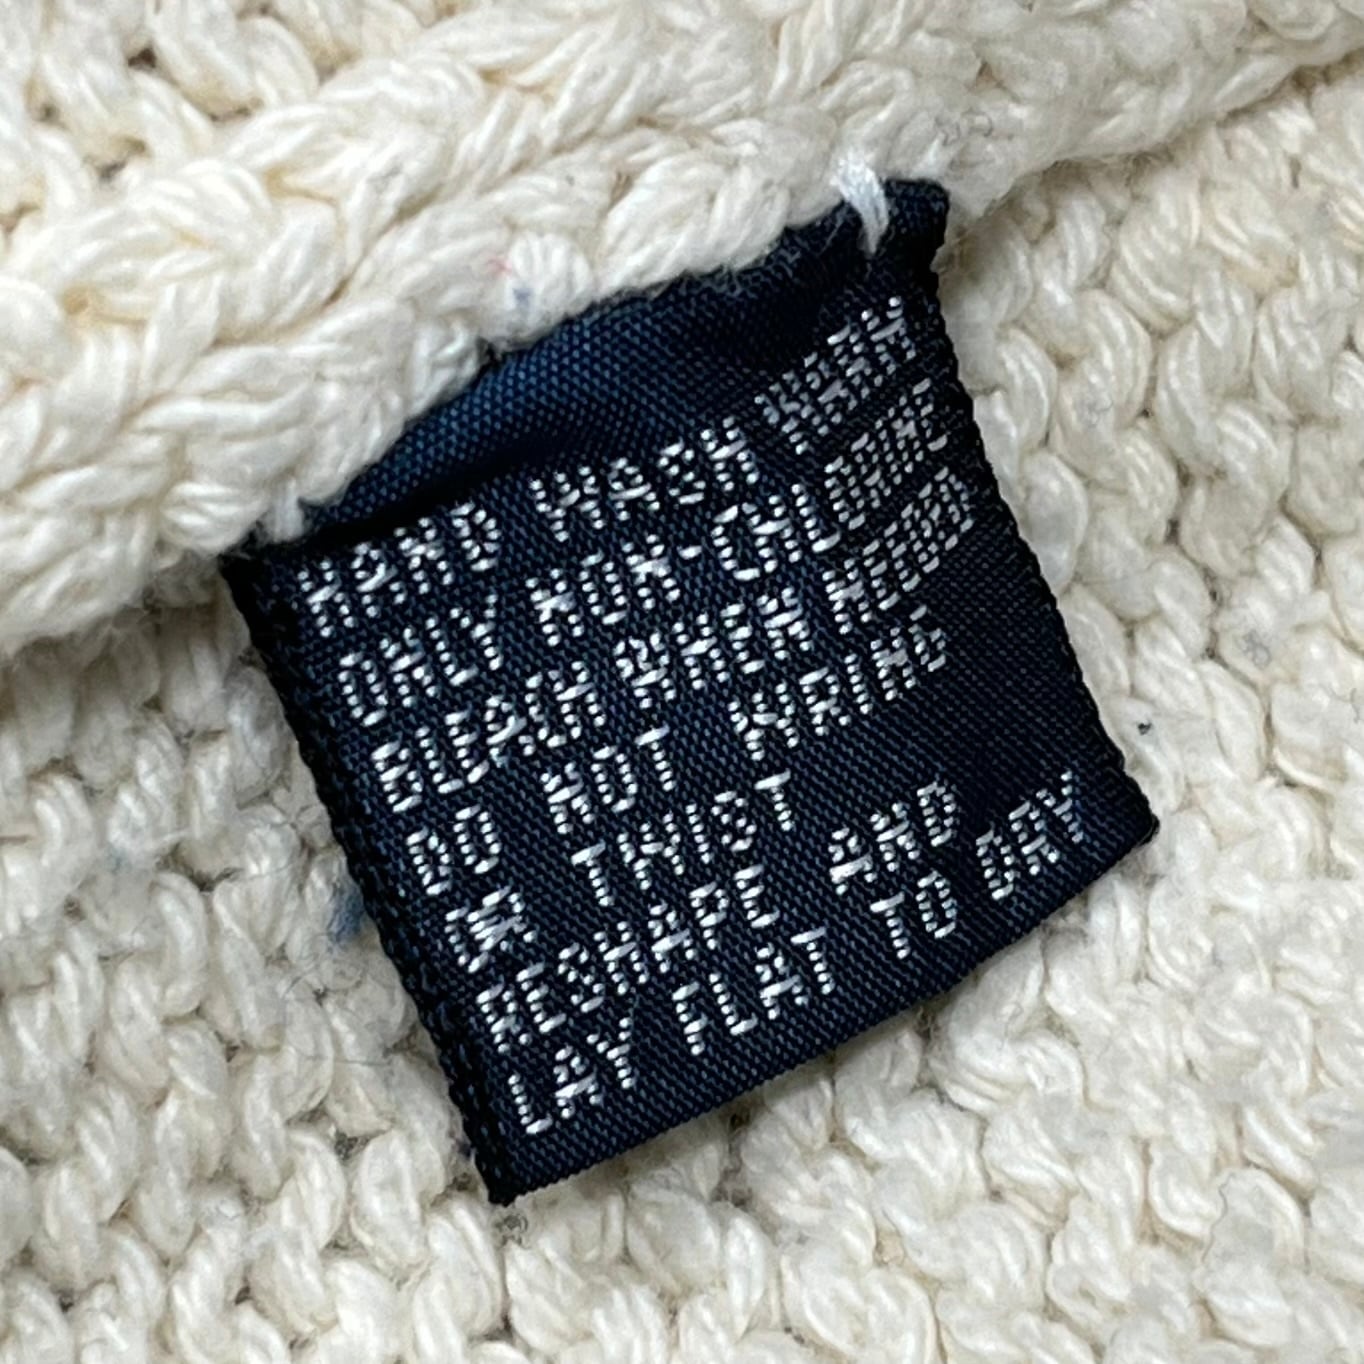 HAND WASH WARM
ONLY NON-CHLORINE
BLEACH WHEN NEEDED
DO NOT WRING
OR TWIST
RESHAPE AND
LAY FLAT TO DRY